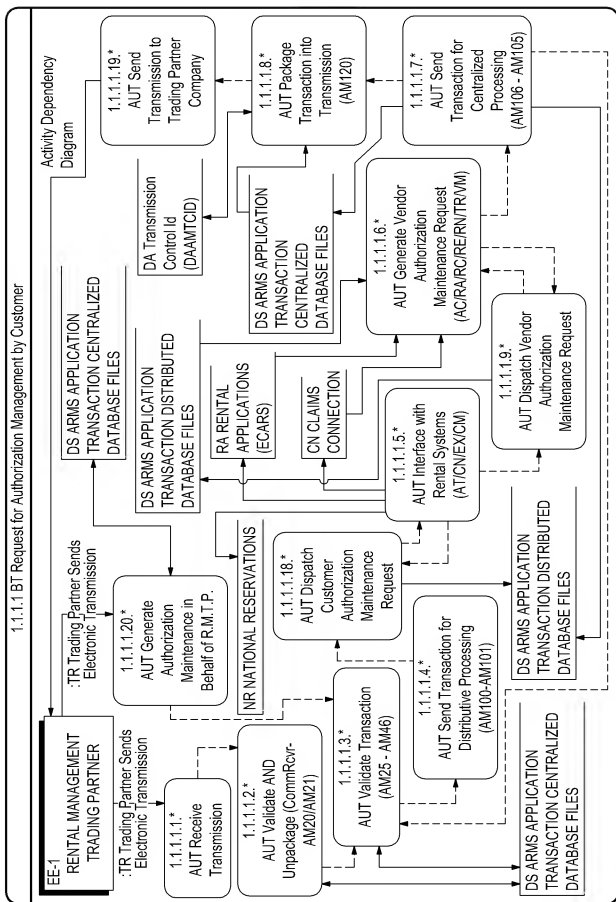 1.1.1.1 BT Request for Authorization Management by Customer
Activity Dependency
Diagram
EE-1
RENTAL MANAGEMENT
TRADING PARTNER
:TR Trading Partner Sends
Electronic Transmission
:TR Trading Partner Sends
Electronic Transmission
1.1.1.1.1.*
AUT Receive
Transmission
1.1.1.1.2.*
AUT Validate AND
Unpackage (CommRcvr-
AM20/AM21)
1.1.1.1.3.*
AUT Validate Transaction
(AM25 - AM46)
DS ARMS APPLICATION
TRANSACTION CENTRALIZED
DATABASE FILES
1.1.1.1.20.*
AUT Generate
Authorization
Maintenance in
Behalf of R.M.T.P.
NR NATIONAL RESERVATIONS
1.1.1.1.18.*
AUT Dispatch
Customer
Authorization
Maintenance
Request
1.1.1.1.4.*
AUT Send Transaction for
Distributive Processing
(AM100-AM101)
DS ARMS APPLICATION
TRANSACTION DISTRIBUTED
DATABASE FILES
DS ARMS APPLICATION
TRANSACTION CENTRALIZED
DATABASE FILES
DS ARMS APPLICATION
TRANSACTION DISTRIBUTED
DATABASE FILES
RA RENTAL
APPLICATIONS
(ECARS)
CN CLAIMS
CONNECTION
1.1.1.1.5.*
AUT Interface with
Rental Systems
(AT/CN/EX/CM)
1.1.1.1.9.*
AUT Dispatch Vendor
Authorization
Maintenance Request
1.1.1.1.19.*
AUT Send
Transmission to
Trading Partner
Company
DA Transmission
Control Id
(DAAMTCID)
1.1.1.1.8.*
AUT Package
Transaction into
Transmission
(AM120)
DS ARMS APPLICATION
TRANSACTION
CENTRALIZED
DATABASE FILES
1.1.1.1.6.*
AUT Generate Vendor
Authorization
Maintenance Request
(AC/RA/RC/RE/RN/TR/VM)
1.1.1.1.7.*
AUT Send
Transaction for
Centralized
Processing
(AM106 - AM105)